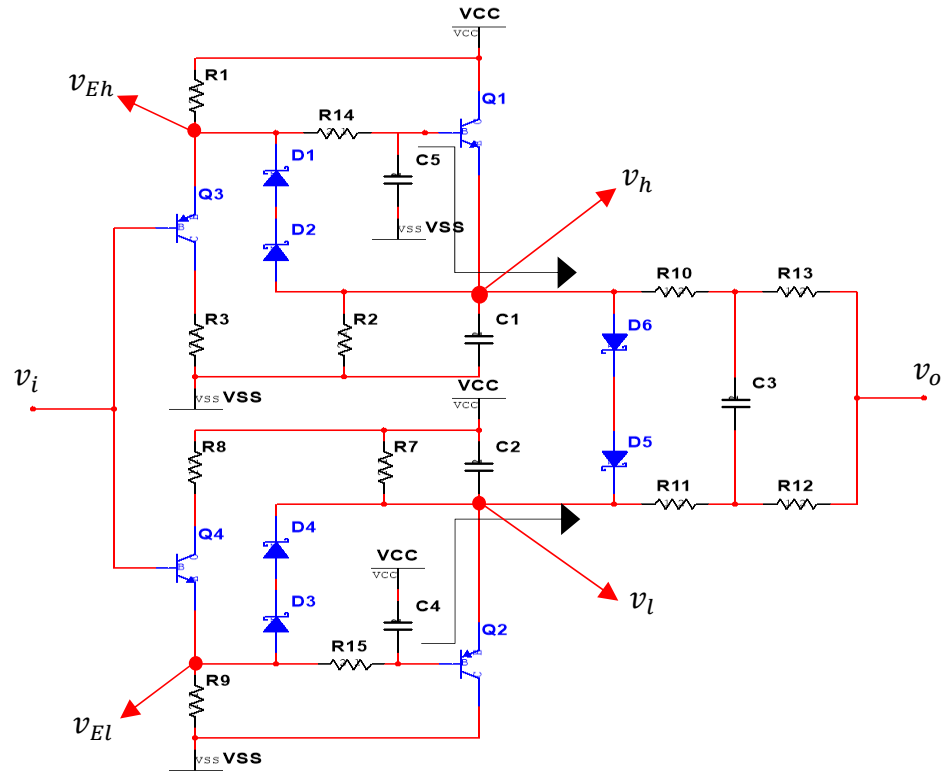 VCC
VCC
R1
v_Eh
Q1
R14
D1
C5
v_h
Q3
D2
VSS VSS
R10
R13
D6
R3
R2
C1
v_i
VCC
VCC
C3
v_o
VSS VSS
R8
R7
C2
D5
R11
R12
Q4
D4
VCC
VCC
D3
C4
v_l
Q2
R15
R9
v_El
VSS VSS